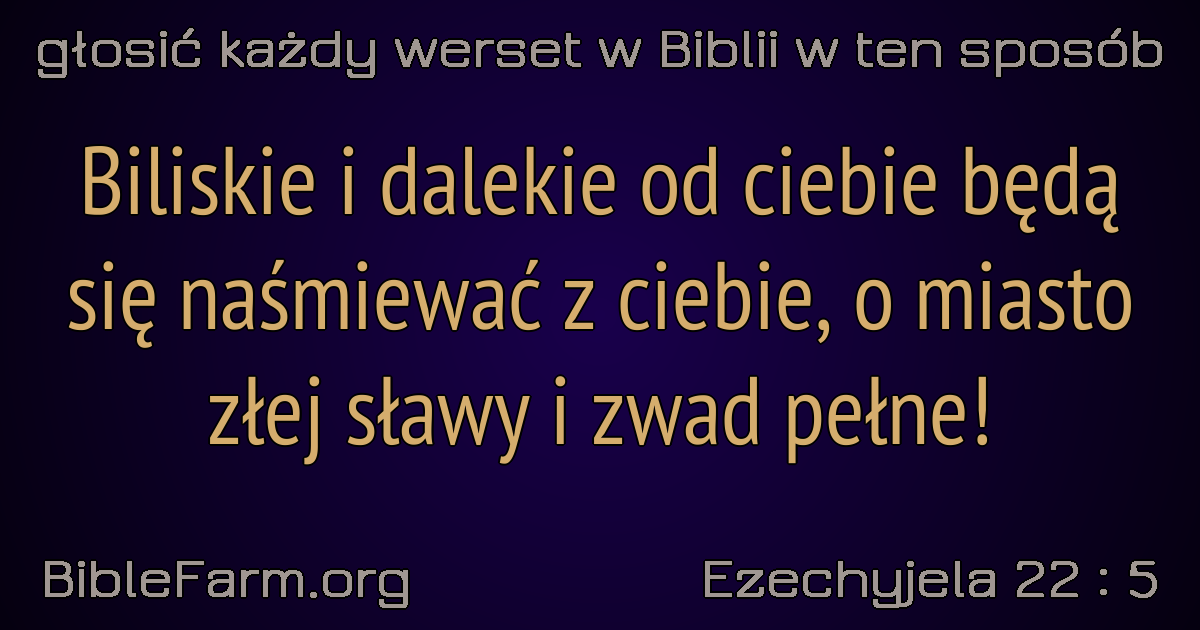 głosić każdy werset w Biblii w ten sposób
Biliskie i dalekie od ciebie będą
się naśmiewać z ciebie, o miasto
złej sławy i zwad pełne!
BibleFarm.org
Ezechyjela 22 : 5